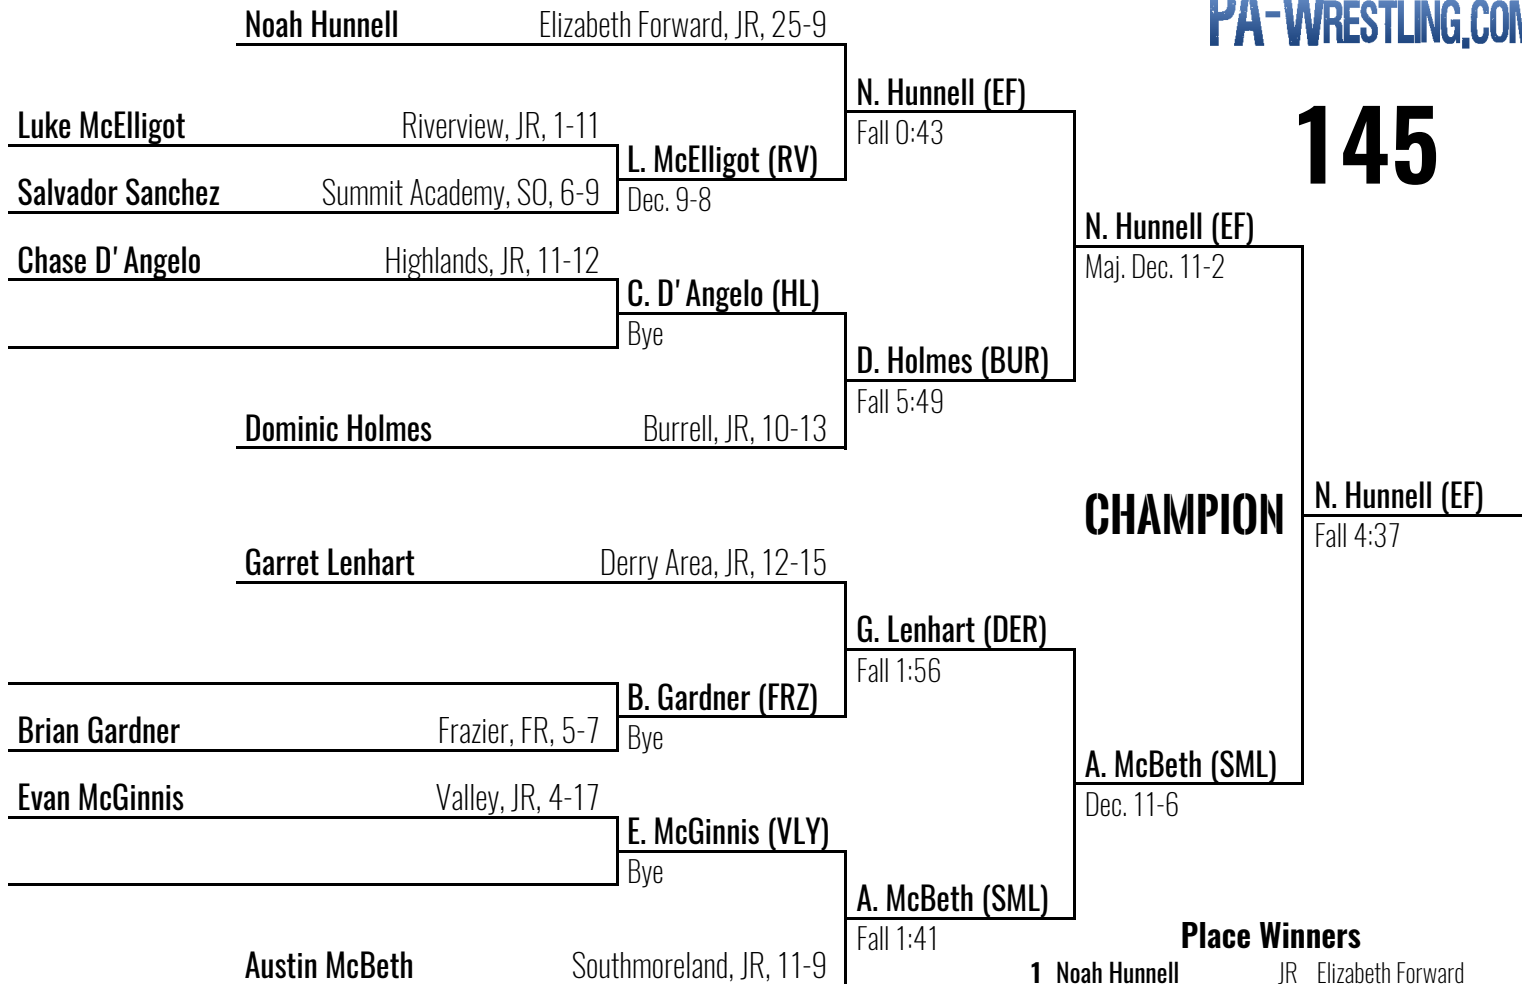 PA-WRESTLING.COM
145
Noah Hunnell Elizabeth Forward, JR, 25-9
N. Hunnell (EF)
Fall 0:43
Luke McElligot Riverview, JR, 1-11
L. McElligot (RV)
Dec. 9-8
Salvador Sanchez Summit Academy, SO, 6-9
N. Hunnell (EF)
Maj. Dec. 11-2
Chase D'Angelo Highlands, JR, 11-12
C. D'Angelo (HL)
Bye
D. Holmes (BUR)
Fall 5:49
Dominic Holmes Burrell, JR, 10-13
CHAMPION
N. Hunnell (EF)
Fall 4:37
Garret Lenhart Derry Area, JR, 12-15
G. Lenhart (DER)
Fall 1:56
B. Gardner (FRZ)
Bye
Brian Gardner Frazier, FR, 5-7
A. McBeth (SML)
Dec. 11-6
Evan McGinnis Valley, JR, 4-17
E. McGinnis (VLY)
Bye
A. McBeth (SML)
Fall 1:41
Austin McBeth Southmoreland, JR, 11-9
Place Winners
1 Noah Hunnell JR Elizabeth Forward